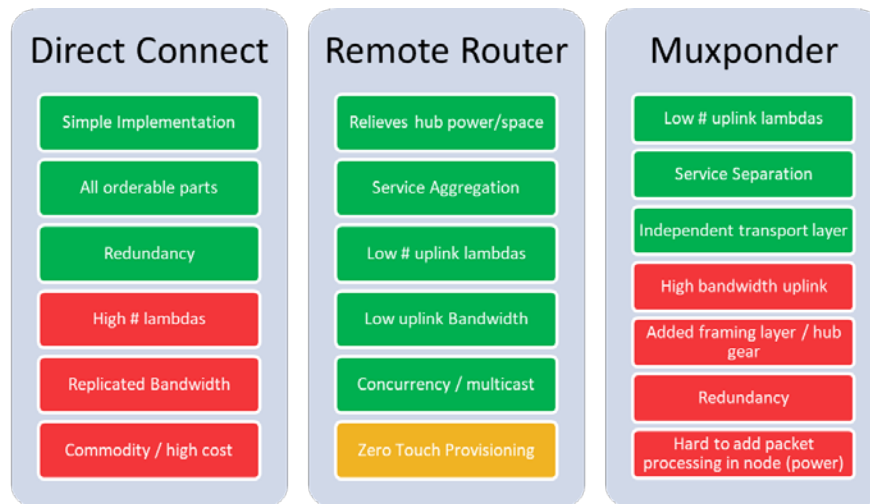 Direct Connect
Simple Implementation
All orderable parts
Redundancy
High # lambdas
Replicated Bandwidth
Commodity / high cost
Remote Router
Relieves hub power/space
Service Aggregation
Low # uplink lambdas
Low uplink Bandwidth
Concurrency / multicast
Zero Touch Provisioning
Muxponder
Low # uplink lambdas
Service Separation
Independent transport layer
High bandwidth uplink
Added framing layer / hub
gear
Redundancy
Hard to add packet
processing in node (power)